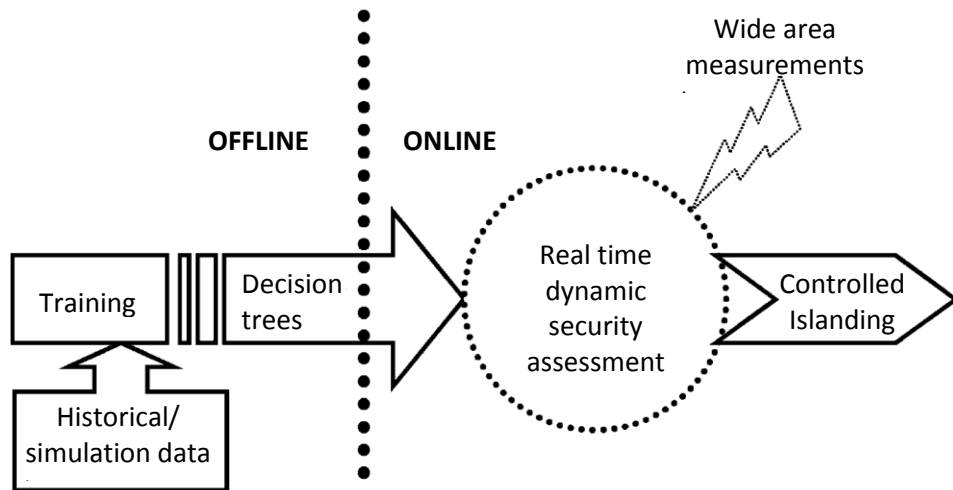 Wide area
measurements
OFFLINE
ONLINE
Training
Decision
trees
Real time
dynamic
security
assessment
Controlled
Islanding
Historical/
simulation data